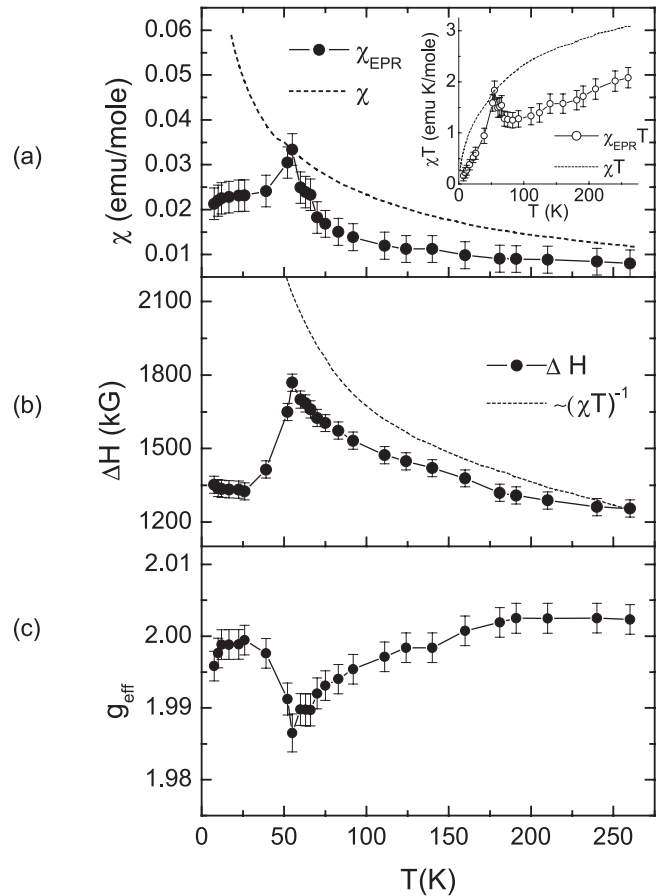 (a)
χ (emu/mole)
0.06
0.05
0.04
0.03
0.02
0.01
χEPR
χ
χT (emu K/mole)
3
2
1
0
χEPRT
χT
0 100 200
T (K)
(b)
ΔH (kG)
2100
1800
1500
1200
Δ H
~(χT)-1
(c)
geff
2.01
2.00
1.99
1.98
0 50 100 150 200 250
T(K)